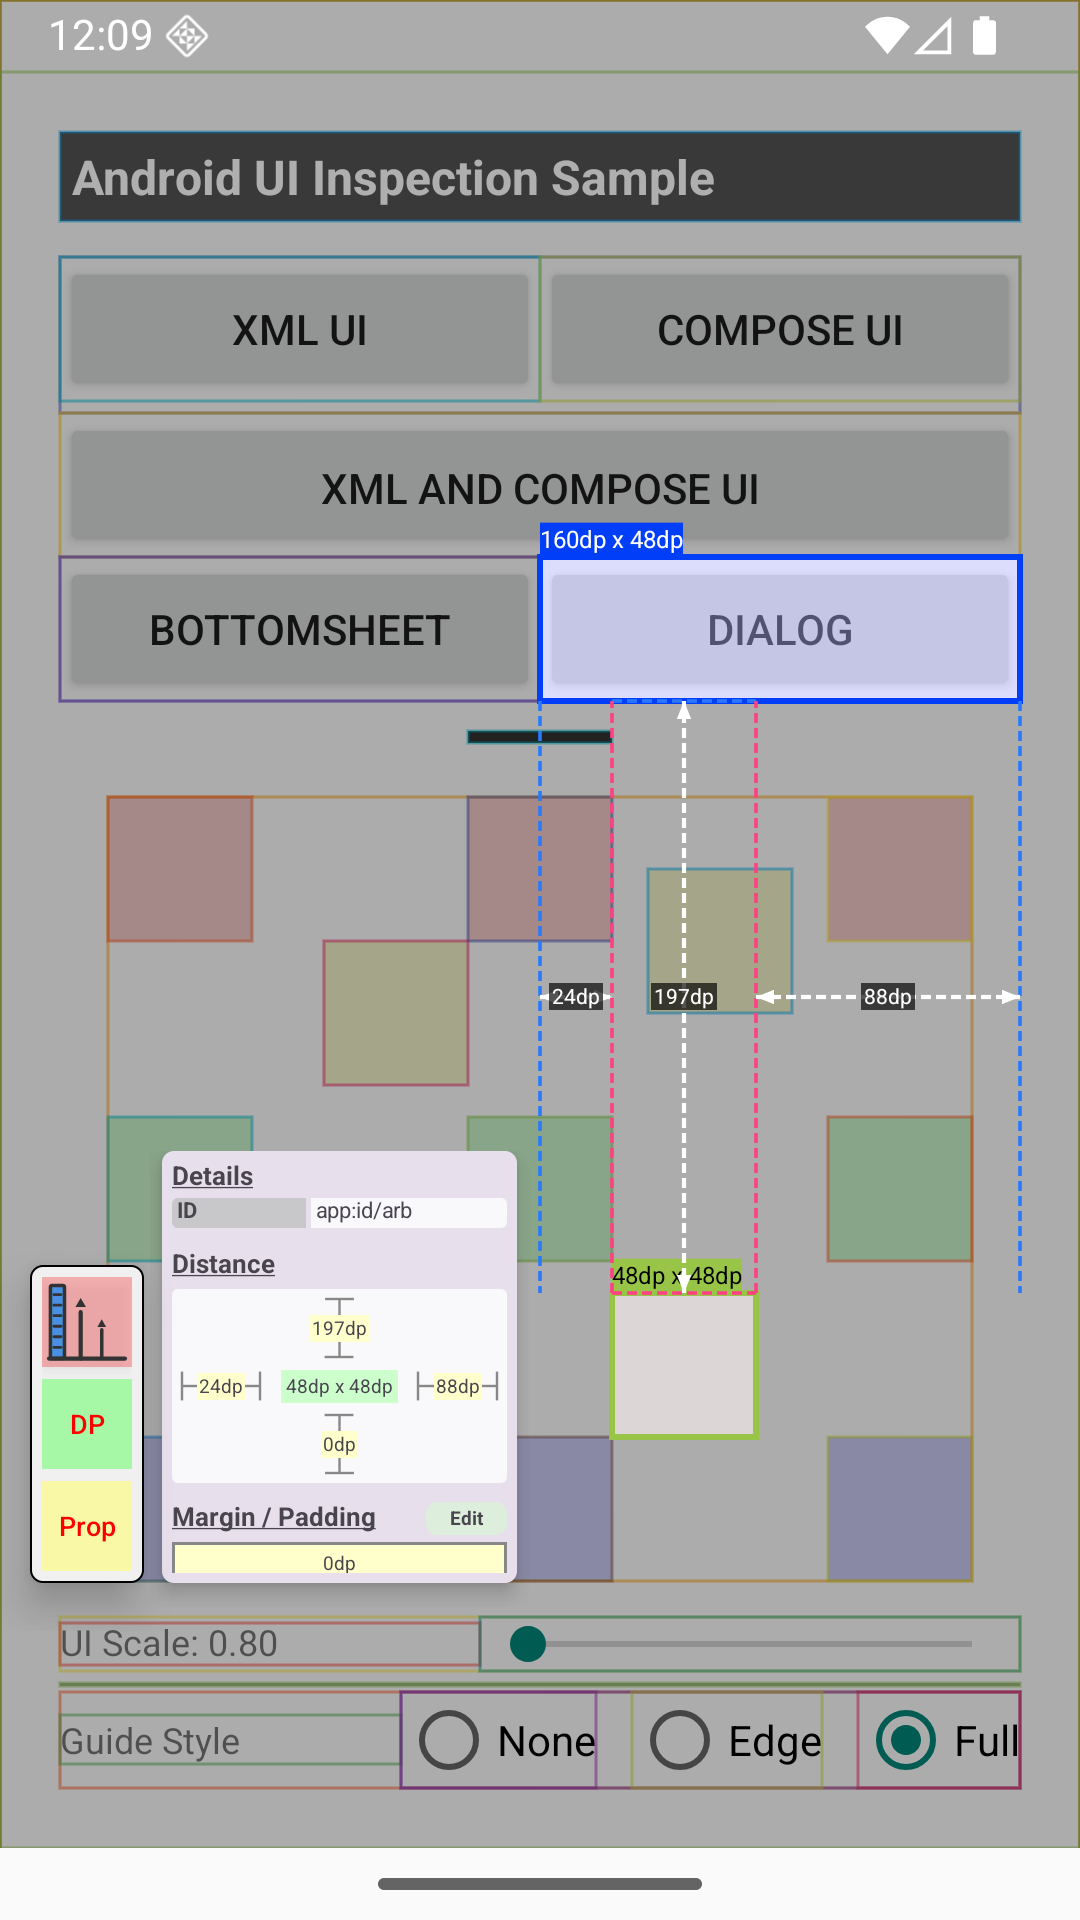 12:09
Android UI Inspection Sample
XML UI
COMPOSE UI
XML AND COMPOSE UI
160dp x 48dp
BOTTOMSHEET
DIALOG
24dp
197dp
88dp
48dp x 48dp
Details
ID
app:id/arb
Distance
197dp
24dp
48dp x 48dp
88dp
0dp
Margin / Padding
Edit
0dp
DP
Prop
UI Scale: 0.80
Guide Style
None
Edge
Full